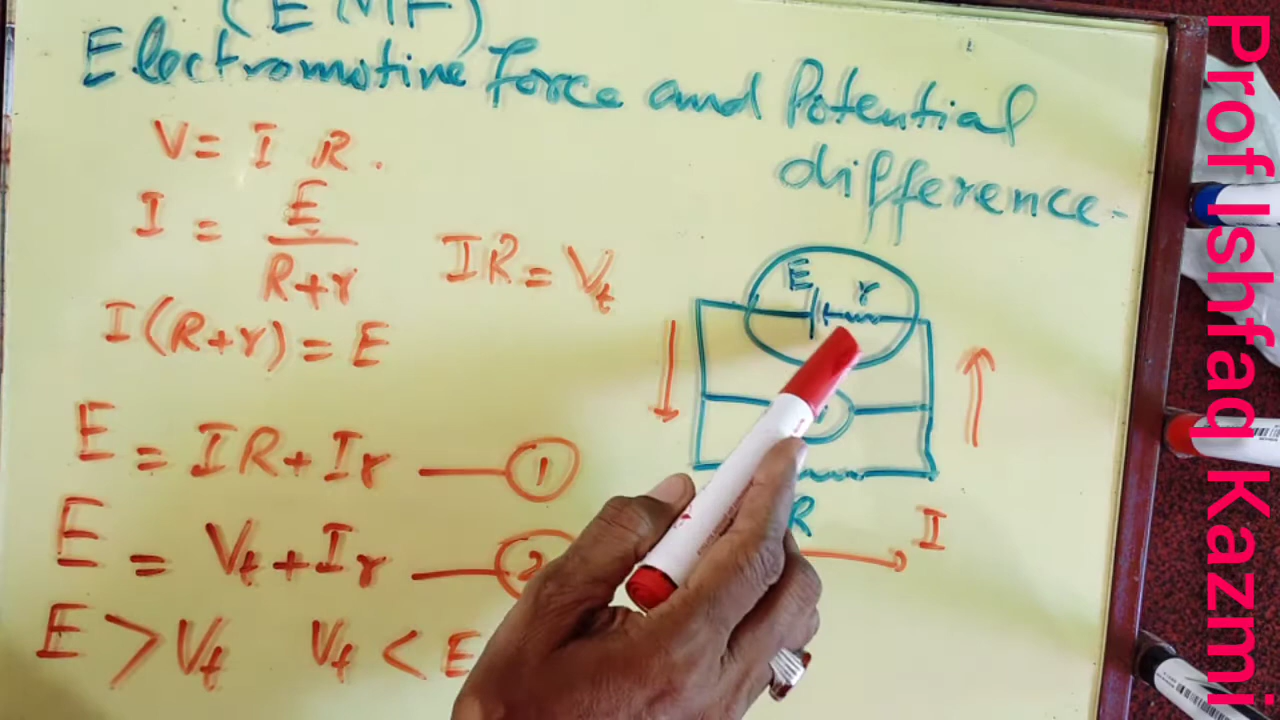 (EMF)
Electromotive Force and Potential
difference-
V = I R .
I = E
R+r
IR = Vt
I(R+r) = E
E = IR + Ir — 1
E = Vt + Ir — 2
E > Vt Vt < E
E r
R
I
Prof Ishfaq Kazmi